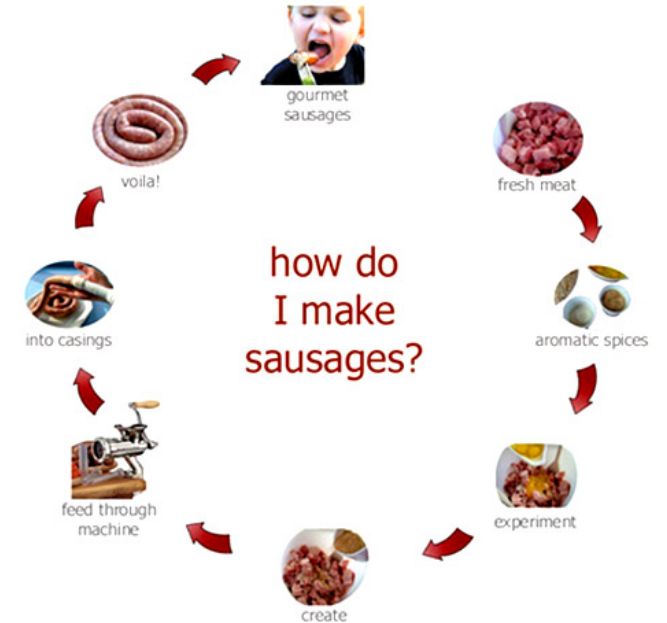 how do
I make
sausages?
fresh meat
aromatic spices
experiment
create
feed through
machine
into casings
voila!
gourmet
sausages